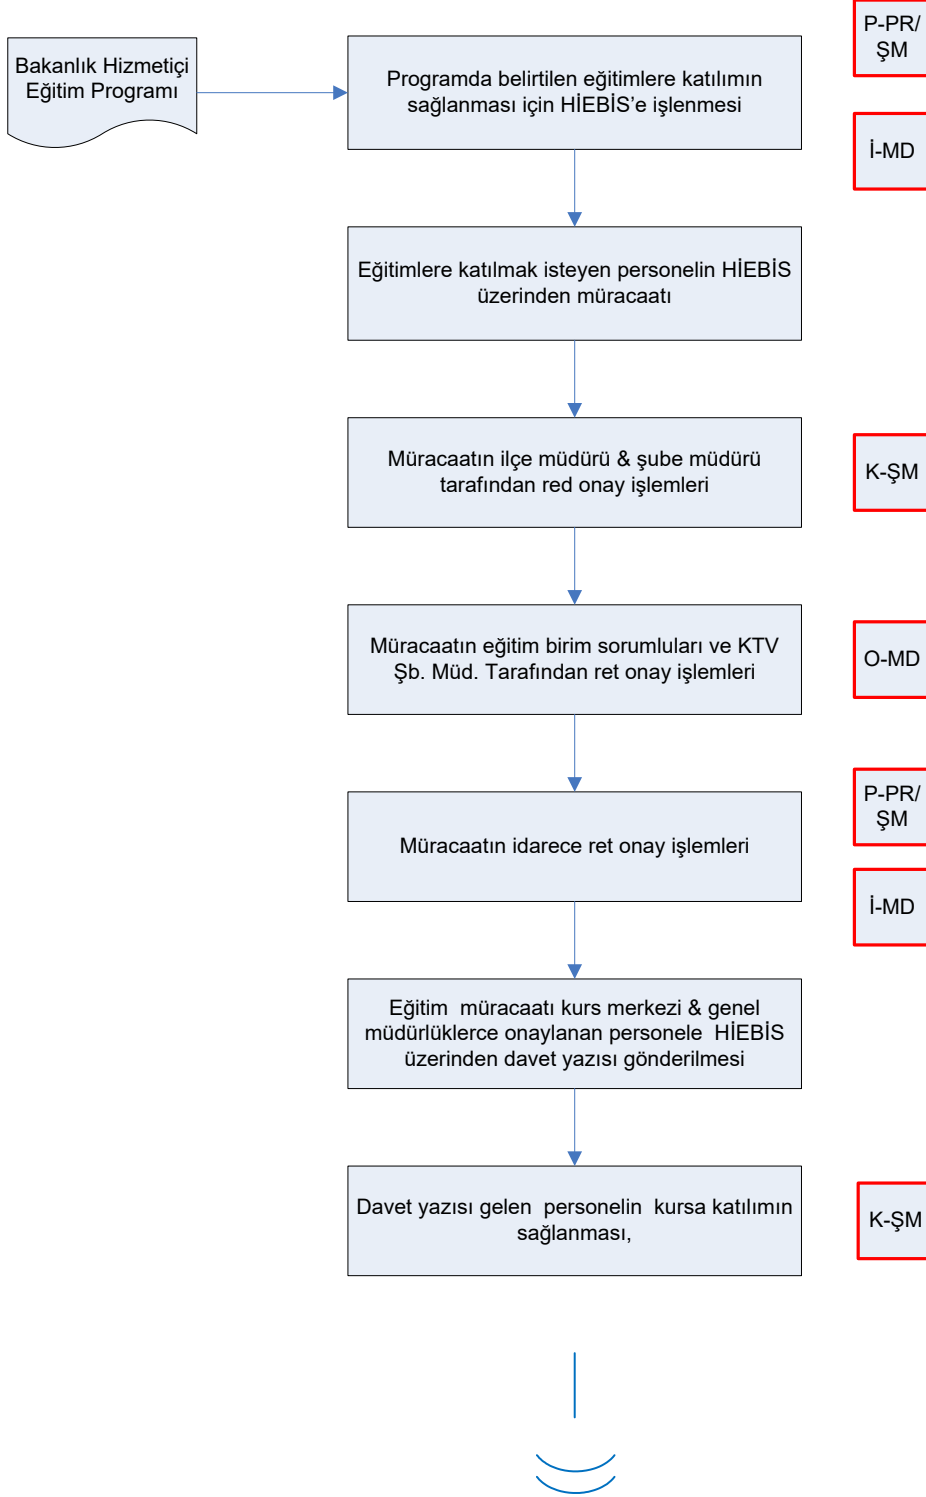 P-PR/
ŞM
Bakanlık Hizmetiçi
Eğitim Programı
Programda belirtilen eğitimlere katılımın
sağlanması için HİEBİS’e işlenmesi
İ-MD
Eğitimlere katılmak isteyen personelin HİEBİS
üzerinden müracaatı
Müracaatın ilçe müdürü & şube müdürü
tarafından red onay işlemleri
K-ŞM
Müracaatın eğitim birim sorumluları ve KTV
Şb. Müd. Tarafından ret onay işlemleri
O-MD
P-PR/
ŞM
Müracaatın idarece ret onay işlemleri
İ-MD
Eğitim  müracaatı kurs merkezi & genel
müdürlüklerce onaylanan personele  HİEBİS
üzerinden davet yazısı gönderilmesi
Davet yazısı gelen  personelin  kursa katılımın
sağlanması,
K-ŞM